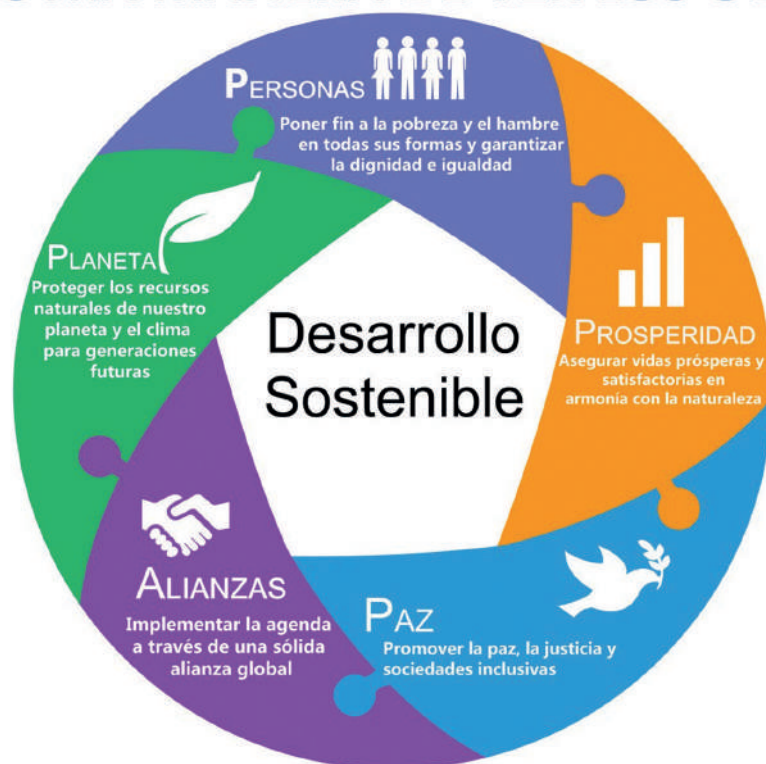 PERSONAS
Poner fin a la pobreza y el hambre
en todas sus formas y garantizar
la dignidad e igualdad
PROSPERIDAD
Asegurar vidas prósperas y
satisfactorias en
armonía con la naturaleza
PAZ
Promover la paz, la justicia y
sociedades inclusivas
ALIANZAS
Implementar la agenda
a través de una sólida
alianza global
PLANETA
Proteger los recursos
naturales de nuestro
planeta y el clima
para generaciones
futuras
Desarrollo
Sostenible